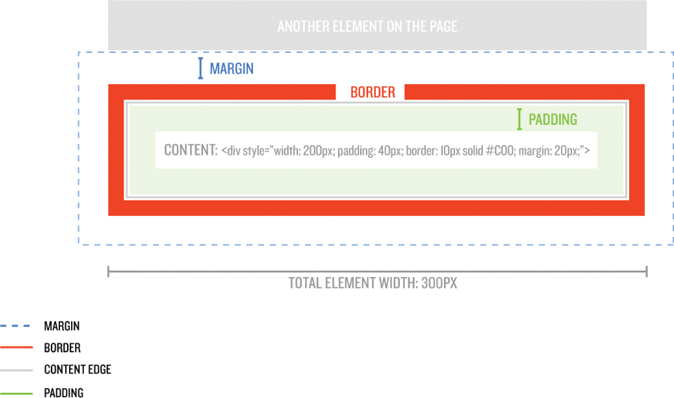 ANOTHER ELEMENT ON THE PAGE
MARGIN
BORDER
PADDING
CONTENT: <div style="width: 200px; padding: 40px; border: 10px solid #C00; margin: 20px;">
TOTAL ELEMENT WIDTH: 300PX
MARGIN
BORDER
CONTENT EDGE
PADDING